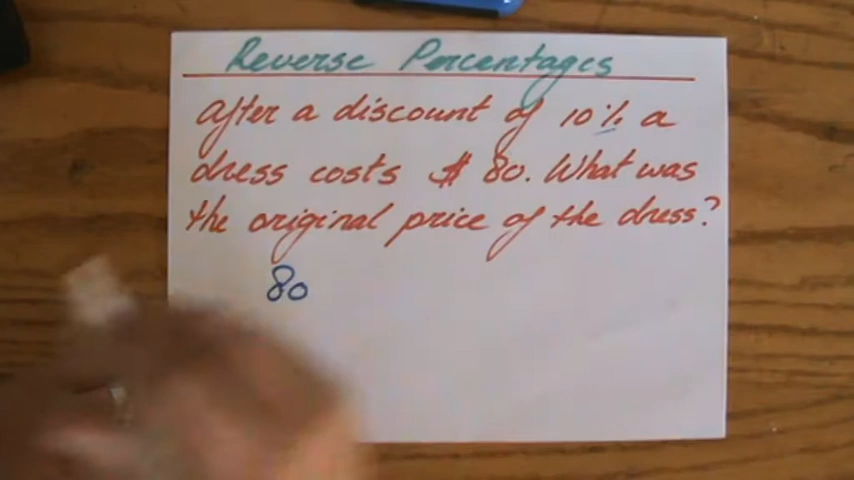 Reverse Percentages
After a discount of 10% a
dress costs $ 80. What was
the original price of the dress?
80